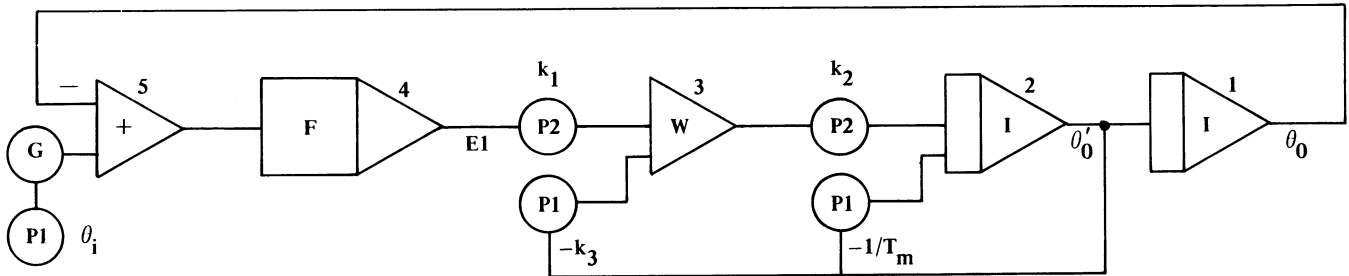 − 5 4 k₁ 3 k₂ 2 1
+ F P2 W P2 I I
G E1 θ₀′ θ₀
P1 P1
P1 θᵢ −k₃ −1/Tₘ